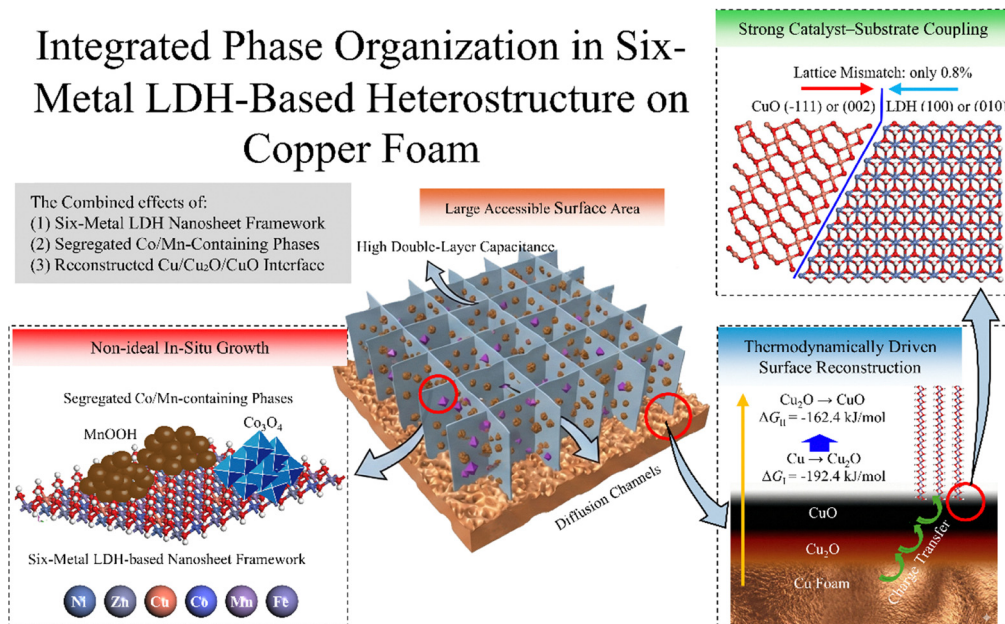 Integrated Phase Organization in Six-
Metal LDH-Based Heterostructure on
Copper Foam
The Combined effects of:
(1) Six-Metal LDH Nanosheet Framework
(2) Segregated Co/Mn-Containing Phases
(3) Reconstructed Cu/Cu₂O/CuO Interface
Large Accessible Surface Area
High Double-Layer Capacitance
Diffusion Channels
Strong Catalyst–Substrate Coupling
Lattice Mismatch: only 0.8%
CuO (-111) or (002)
LDH (100) or (010)
Non-ideal In-Situ Growth
Segregated Co/Mn-containing Phases
MnOOH
Co₃O₄
Six-Metal LDH-based Nanosheet Framework
Ni Zn Cu Co Mn Fe
Thermodynamically Driven
Surface Reconstruction
Cu₂O → CuO
ΔG_II = -162.4 kJ/mol
Cu → Cu₂O
ΔG_I = -192.4 kJ/mol
CuO
Cu₂O
Cu Foam
Charge Transfer